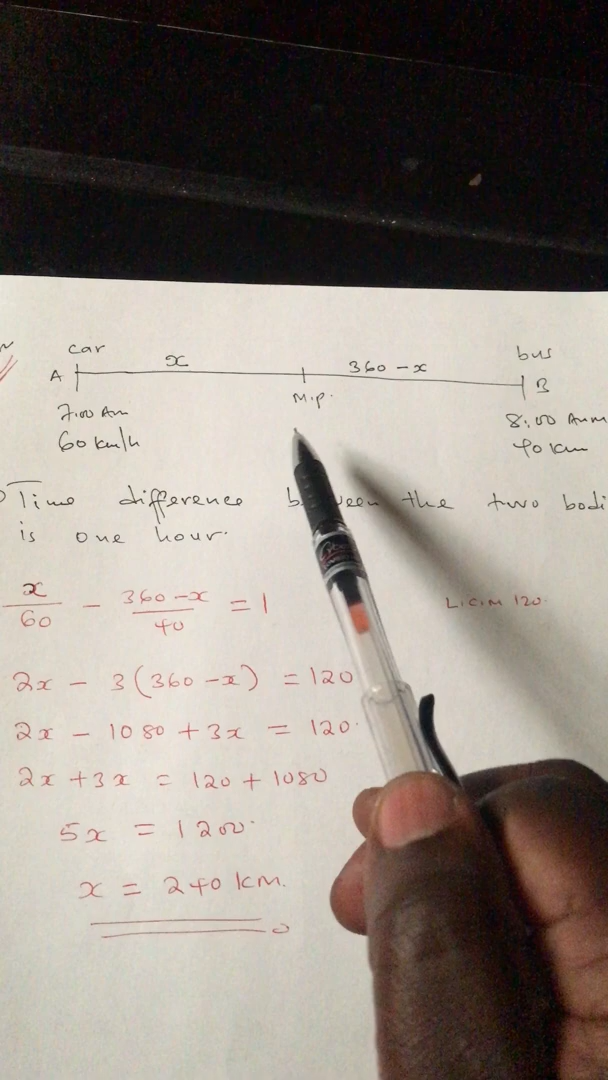 car
bus
x
360 - x
A
B
M.p.
7:00 Am
8:00 Am
60 km/h
40 km
Time difference between the two bodi
is one hour.
x/60 - 360 - x/40 = 1
L.C.M 120.
2x - 3(360 - x) = 120
2x - 1080 + 3x = 120.
2x + 3x = 120 + 1080
5x = 1200.
x = 240 KM.